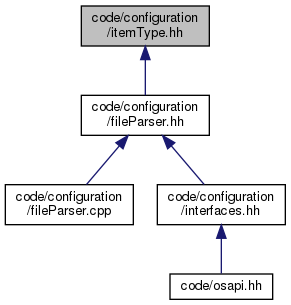 code/configuration
/itemType.hh
code/configuration
/fileParser.hh
code/configuration
/fileParser.cpp
code/configuration
/interfaces.hh
code/osapi.hh